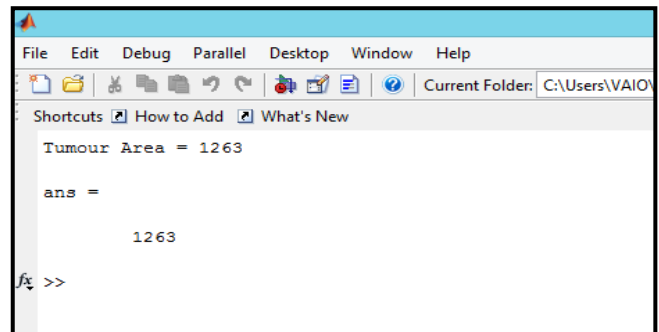 File Edit Debug Parallel Desktop Window Help
Current Folder: C:\Users\VAIO\
Shortcuts How to Add What's New
Tumour Area = 1263
ans =
1263
fx >>